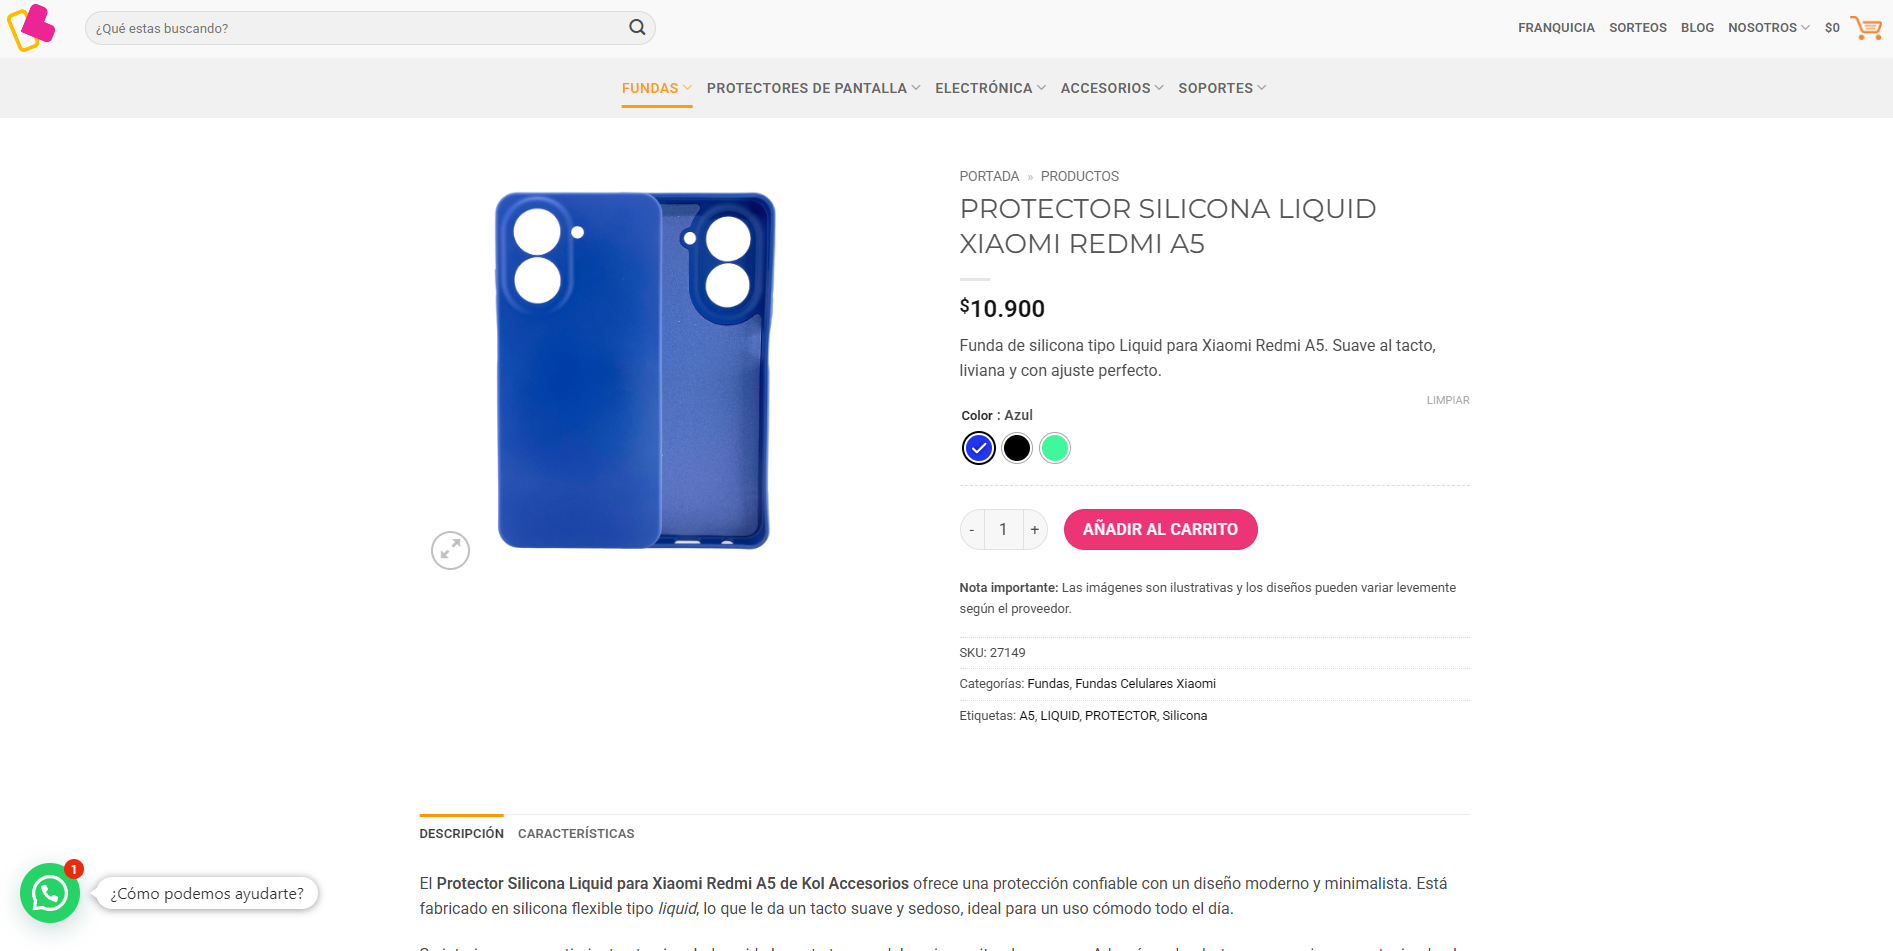 ¿Qué estas buscando?
FRANQUICIA SORTEOS BLOG NOSOTROS $0
FUNDAS PROTECTORES DE PANTALLA ELECTRÓNICA ACCESORIOS SOPORTES
PORTADA » PRODUCTOS
PROTECTOR SILICONA LIQUID
XIAOMI REDMI A5
$10.900
Funda de silicona tipo Liquid para Xiaomi Redmi A5. Suave al tacto,
liviana y con ajuste perfecto.
LIMPIAR
Color : Azul
- 1 + AÑADIR AL CARRITO
Nota importante: Las imágenes son ilustrativas y los diseños pueden variar levemente
según el proveedor.
SKU: 27149
Categorías: Fundas, Fundas Celulares Xiaomi
Etiquetas: A5, LIQUID, PROTECTOR, Silicona
DESCRIPCIÓN CARACTERÍSTICAS
El Protector Silicona Liquid para Xiaomi Redmi A5 de Kol Accesorios ofrece una protección confiable con un diseño moderno y minimalista. Está
fabricado en silicona flexible tipo liquid, lo que le da un tacto suave y sedoso, ideal para un uso cómodo todo el día.
1
¿Cómo podemos ayudarte?